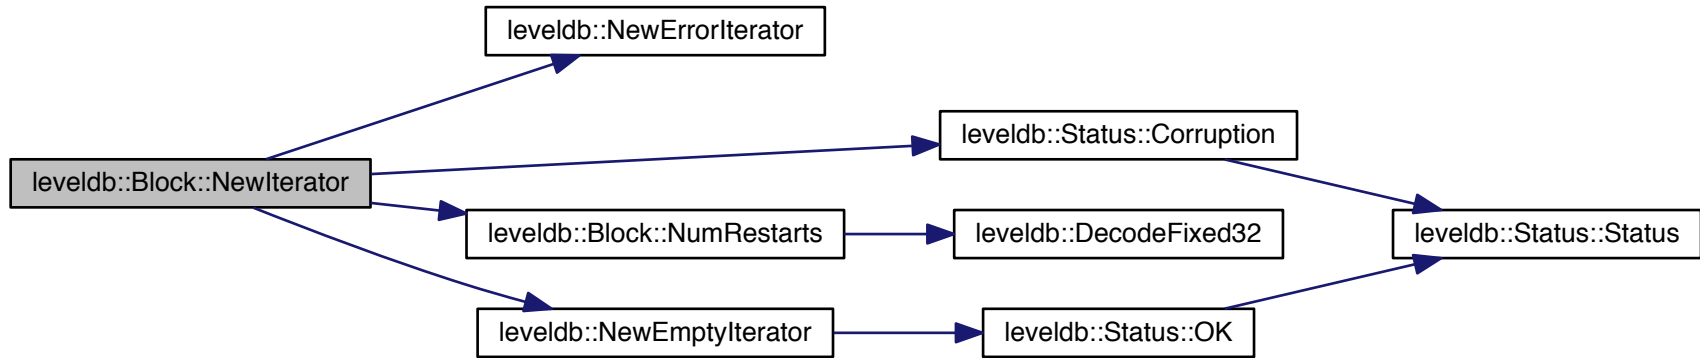 leveldb::NewErrorIterator
leveldb::Status::Corruption
leveldb::Block::NewIterator
leveldb::Block::NumRestarts
leveldb::DecodeFixed32
leveldb::Status::Status
leveldb::NewEmptyIterator
leveldb::Status::OK